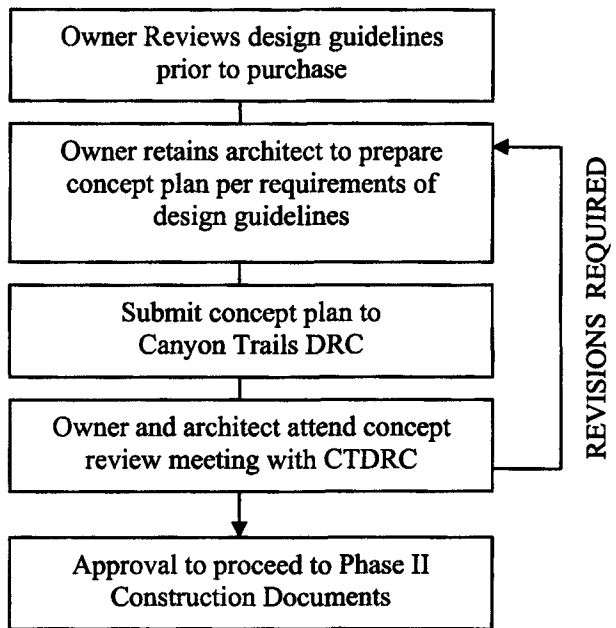 Owner Reviews design guidelines
prior to purchase
Owner retains architect to prepare
concept plan per requirements of
design guidelines
Submit concept plan to
Canyon Trails DRC
Owner and architect attend concept
review meeting with CTDRC
Approval to proceed to Phase II
Construction Documents
REVISIONS REQUIRED